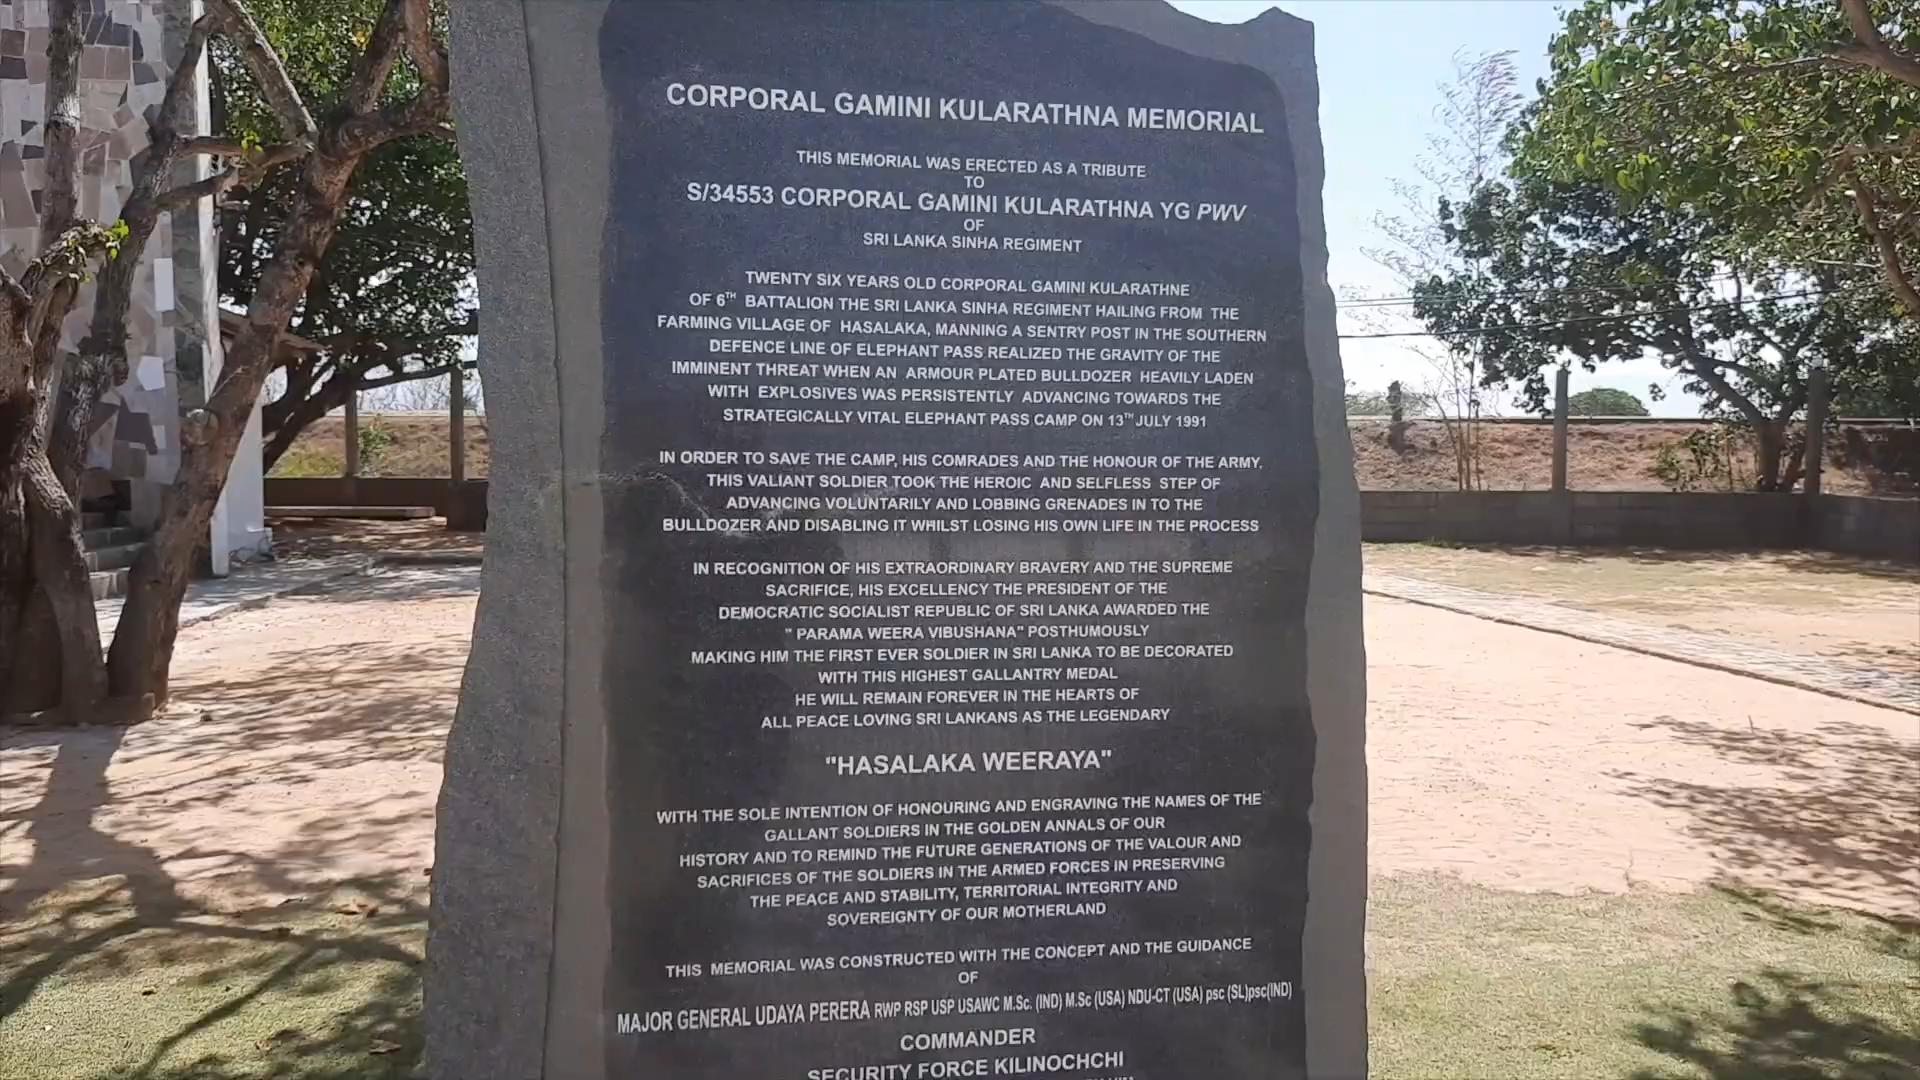 CORPORAL GAMINI KULARATHNA MEMORIAL
THIS MEMORIAL WAS ERECTED AS A TRIBUTE
TO
S/34553 CORPORAL GAMINI KULARATHNA YG PWV
OF
SRI LANKA SINHA REGIMENT
TWENTY SIX YEARS OLD CORPORAL GAMINI KULARATHNE
OF 6TH BATTALION THE SRI LANKA SINHA REGIMENT HAILING FROM THE
FARMING VILLAGE OF HASALAKA, MANNING A SENTRY POST IN THE SOUTHERN
DEFENCE LINE OF ELEPHANT PASS REALIZED THE GRAVITY OF THE
IMMINENT THREAT WHEN AN ARMOUR PLATED BULLDOZER HEAVILY LADEN
WITH EXPLOSIVES WAS PERSISTENTLY ADVANCING TOWARDS THE
STRATEGICALLY VITAL ELEPHANT PASS CAMP ON 13TH JULY 1991
IN ORDER TO SAVE THE CAMP, HIS COMRADES AND THE HONOUR OF THE ARMY,
THIS VALIANT SOLDIER TOOK THE HEROIC AND SELFLESS STEP OF
ADVANCING VOLUNTARILY AND LOBBING GRENADES IN TO THE
BULLDOZER AND DISABLING IT WHILST LOSING HIS OWN LIFE IN THE PROCESS
IN RECOGNITION OF HIS EXTRAORDINARY BRAVERY AND THE SUPREME
SACRIFICE, HIS EXCELLENCY THE PRESIDENT OF THE
DEMOCRATIC SOCIALIST REPUBLIC OF SRI LANKA AWARDED THE
" PARAMA WEERA VIBUSHANA" POSTHUMOUSLY
MAKING HIM THE FIRST EVER SOLDIER IN SRI LANKA TO BE DECORATED
WITH THIS HIGHEST GALLANTRY MEDAL
HE WILL REMAIN FOREVER IN THE HEARTS OF
ALL PEACE LOVING SRI LANKANS AS THE LEGENDARY
"HASALAKA WEERAYA"
WITH THE SOLE INTENTION OF HONOURING AND ENGRAVING THE NAMES OF THE
GALLANT SOLDIERS IN THE GOLDEN ANNALS OF OUR
HISTORY AND TO REMIND THE FUTURE GENERATIONS OF THE VALOUR AND
SACRIFICES OF THE SOLDIERS IN THE ARMED FORCES IN PRESERVING
THE PEACE AND STABILITY, TERRITORIAL INTEGRITY AND
SOVEREIGNTY OF OUR MOTHERLAND
THIS MEMORIAL WAS CONSTRUCTED WITH THE CONCEPT AND THE GUIDANCE
OF
MAJOR GENERAL UDAYA PERERA RWP RSP USP USAWC M.Sc. (IND) M.Sc (USA) NDU-CT (USA) psc (SL)psc(IND)
COMMANDER
SECURITY FORCE KILINOCHCHI